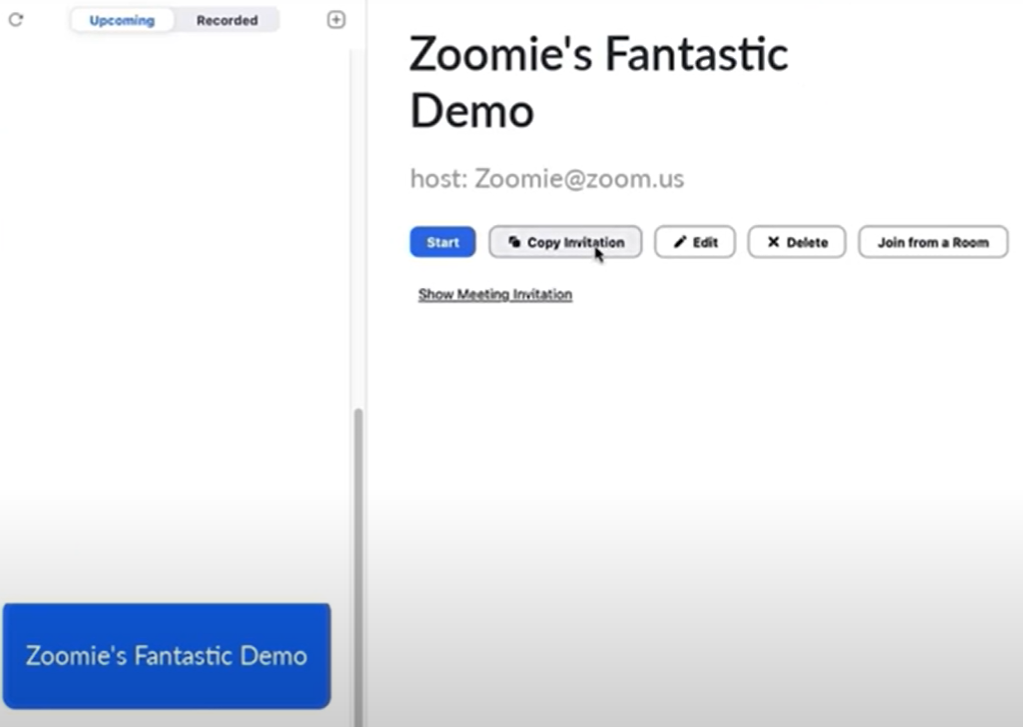 Upcoming Recorded
Zoomie's Fantastic
Demo
host: Zoomie@zoom.us
Start Copy Invitation Edit Delete Join from a Room
Show Meeting Invitation
Zoomie's Fantastic Demo